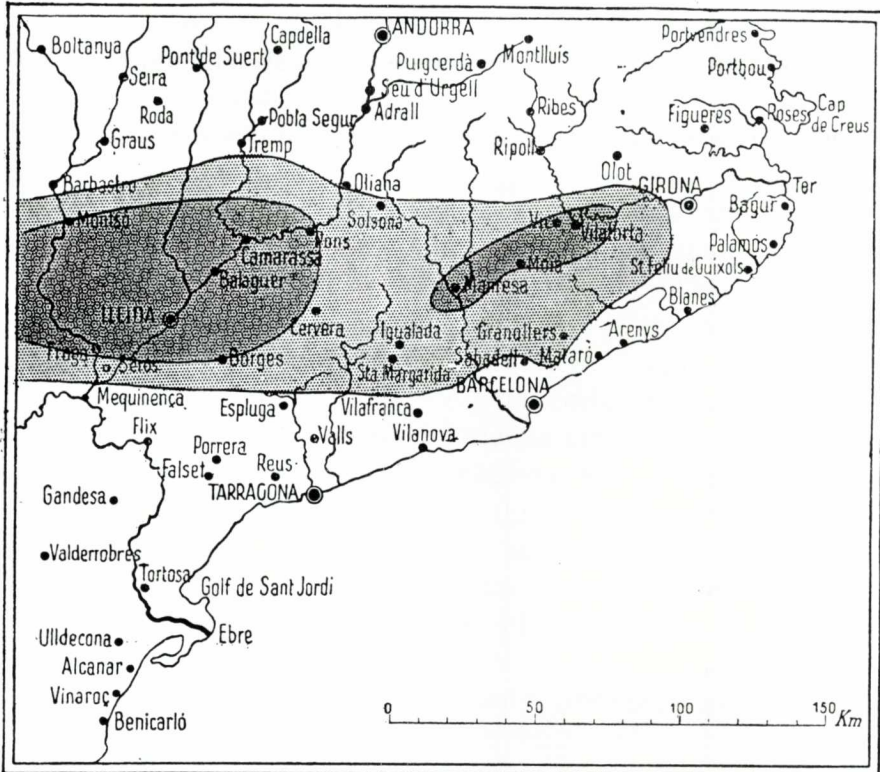 ANDORRA
Boltanya
Pont de Suert
Capdella
Portvendres
Puigcerdà
Montlluís
Seira
Portbou
Seu d'Urgell
Roda
Adrall
Ribes
Cap
de Creus
Pobla Segur
Figueres
Roses
Graus
Tremp
Ripoll
Olot
Barbastro
Oliana
GIRONA
Ter
Solsona
Bagur
Montsó
Pons
Vic
Vilatorta
Camarassa
Palamós
Balaguer
Moià
St. Feliu de Guixols
Manresa
LLEIDA
Blanes
Cervera
Igualada
Granollers
Arenys
Fraga
Seròs
Borges
Sta. Margarida
Sabadell
Mataró
BARCELONA
Mequinença
Espluga
Vilafranca
Flix
Valls
Vilanova
Porrera
Falset
Reus
TARRAGONA
Gandesa
Valderrobres
Tortosa
Golf de Sant Jordi
Ulldecona
Ebre
Alcanar
Vinaroç
Benicarló
0 50 100 150 Km